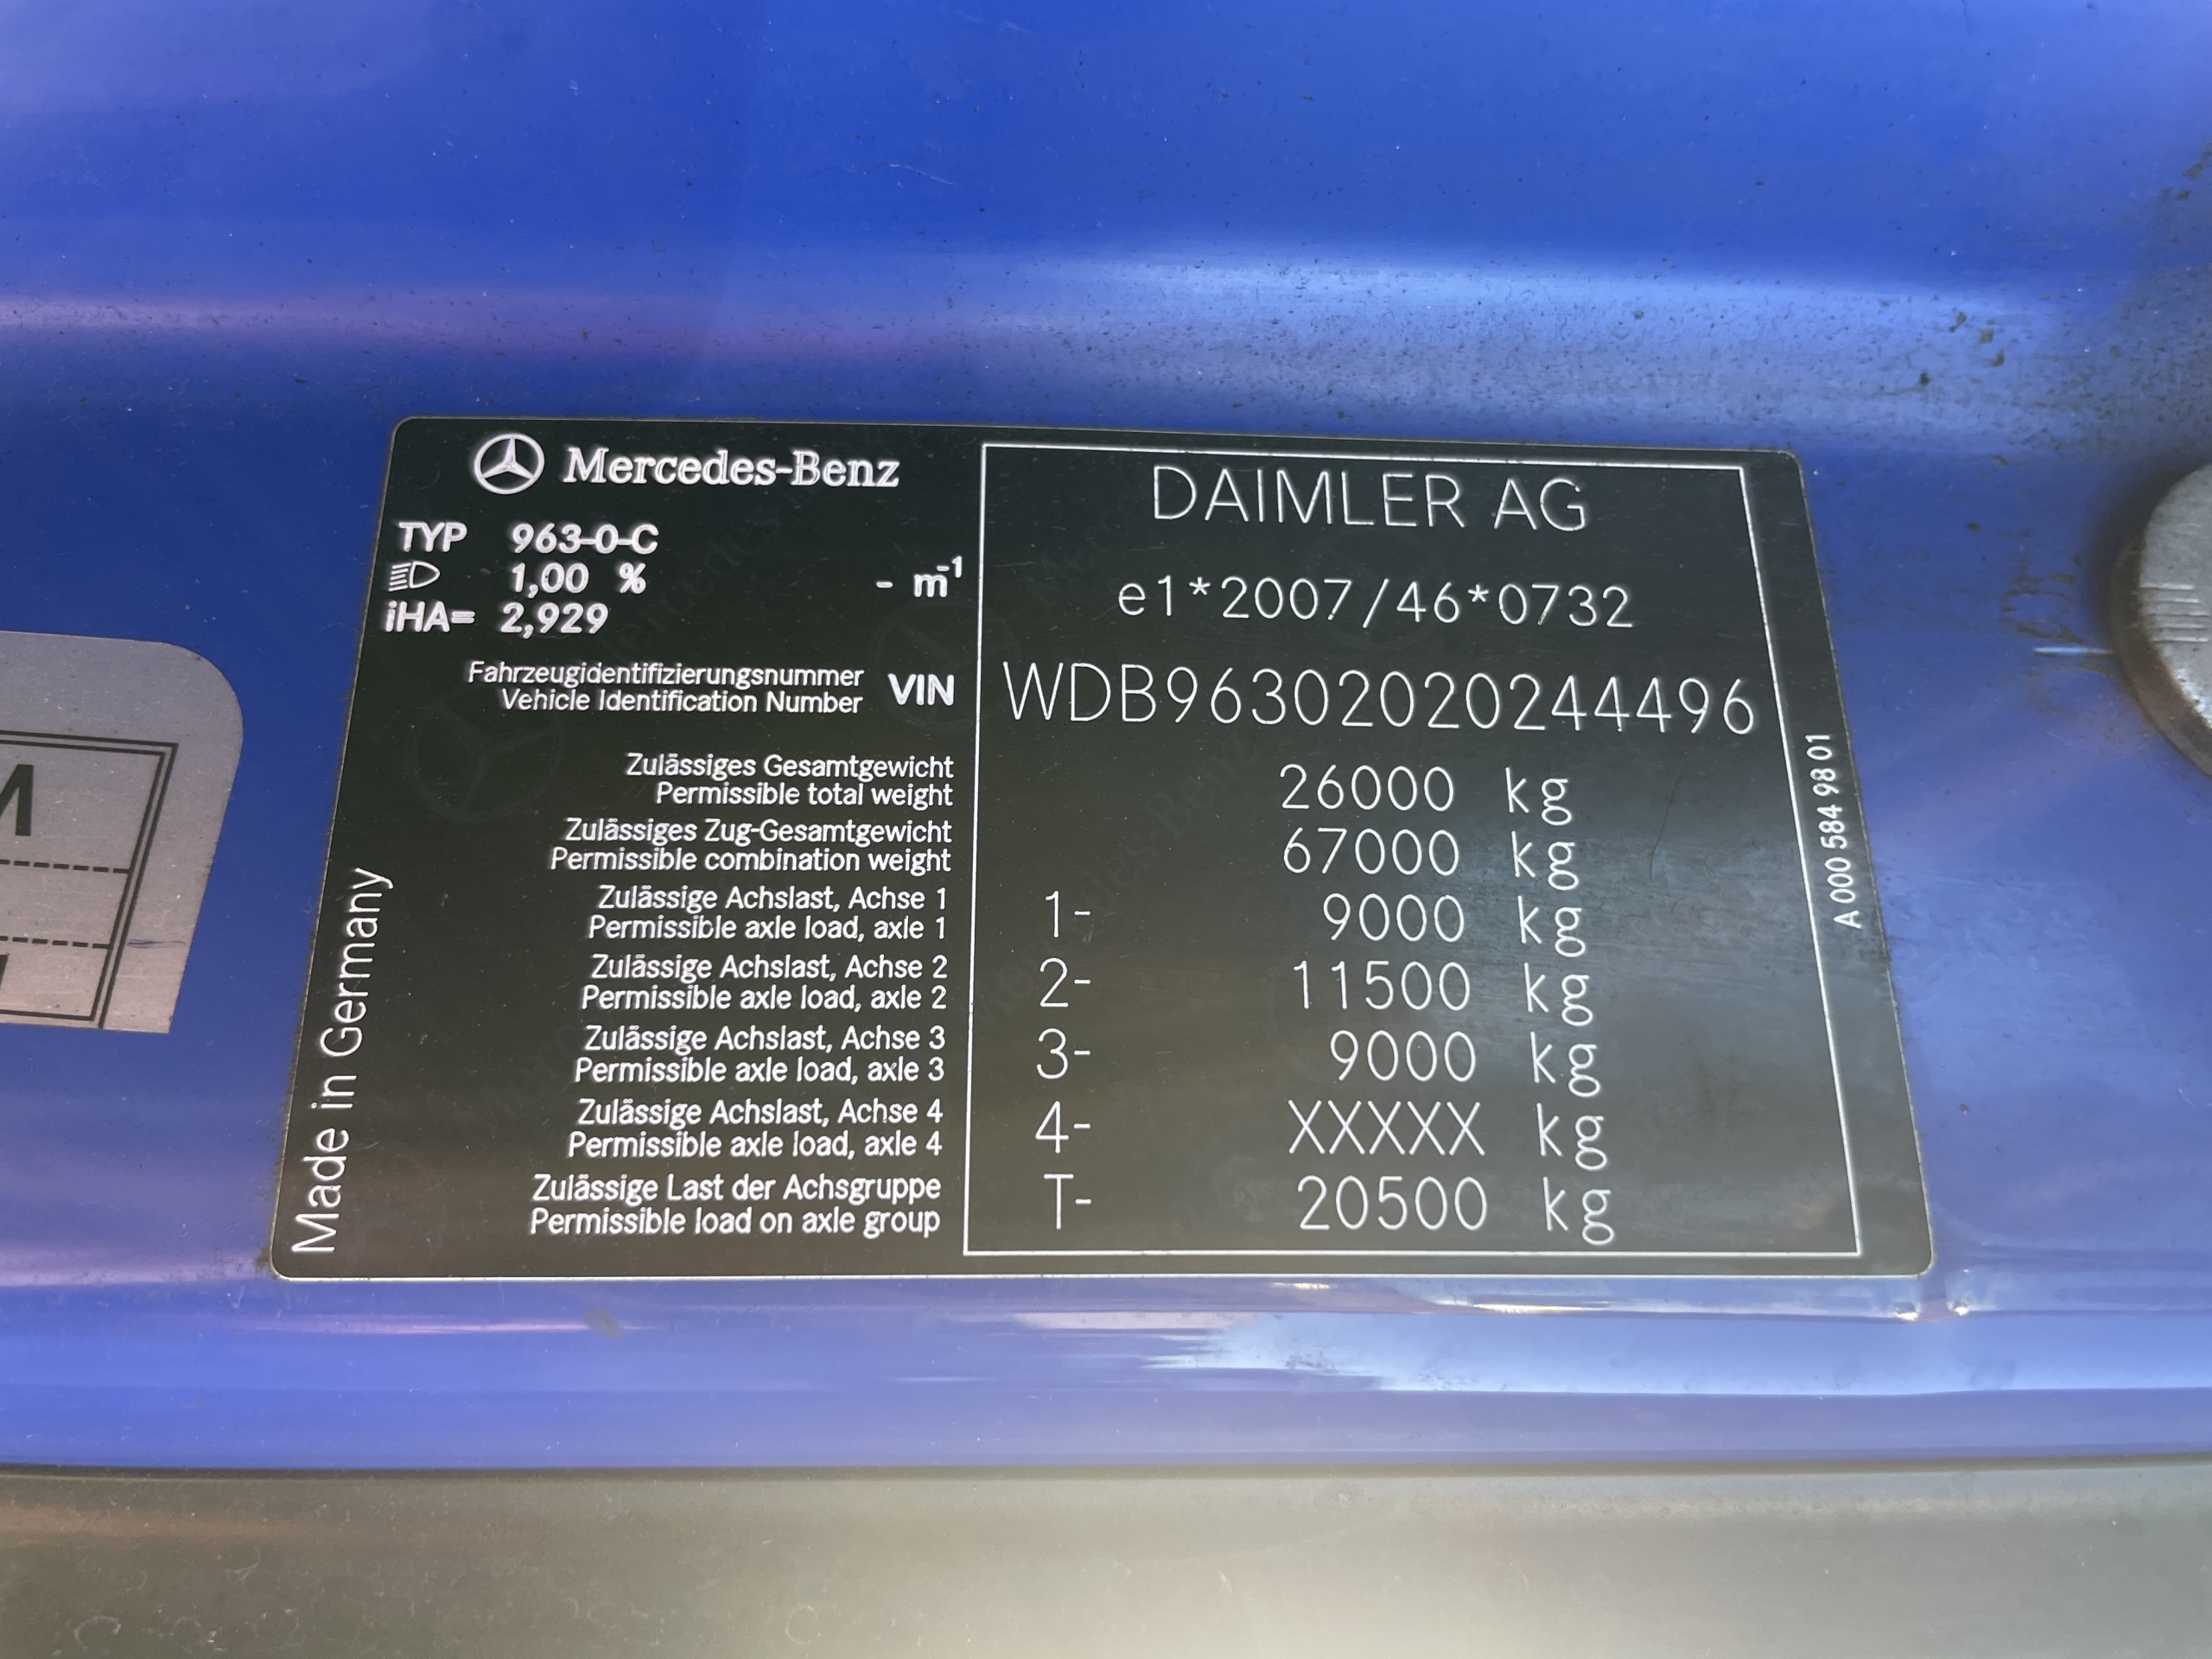 Mercedes-Benz
TYP 963-0-C
1,00 % - m⁻¹
iHA= 2,929
DAIMLER AG
e1*2007/46*0732
Fahrzeugidentifizierungsnummer
Vehicle Identification Number
VIN WDB96302020244496
Zulässiges Gesamtgewicht
Permissible total weight
26000 kg
Zulässiges Zug-Gesamtgewicht
Permissible combination weight
67000 kg
Zulässige Achslast, Achse 1
Permissible axle load, axle 1
1- 9000 kg
Zulässige Achslast, Achse 2
Permissible axle load, axle 2
2- 11500 kg
Zulässige Achslast, Achse 3
Permissible axle load, axle 3
3- 9000 kg
Zulässige Achslast, Achse 4
Permissible axle load, axle 4
4- XXXXX kg
Zulässige Last der Achsgruppe
Permissible load on axle group
T- 20500 kg
Made in Germany
A 000 584 98 01